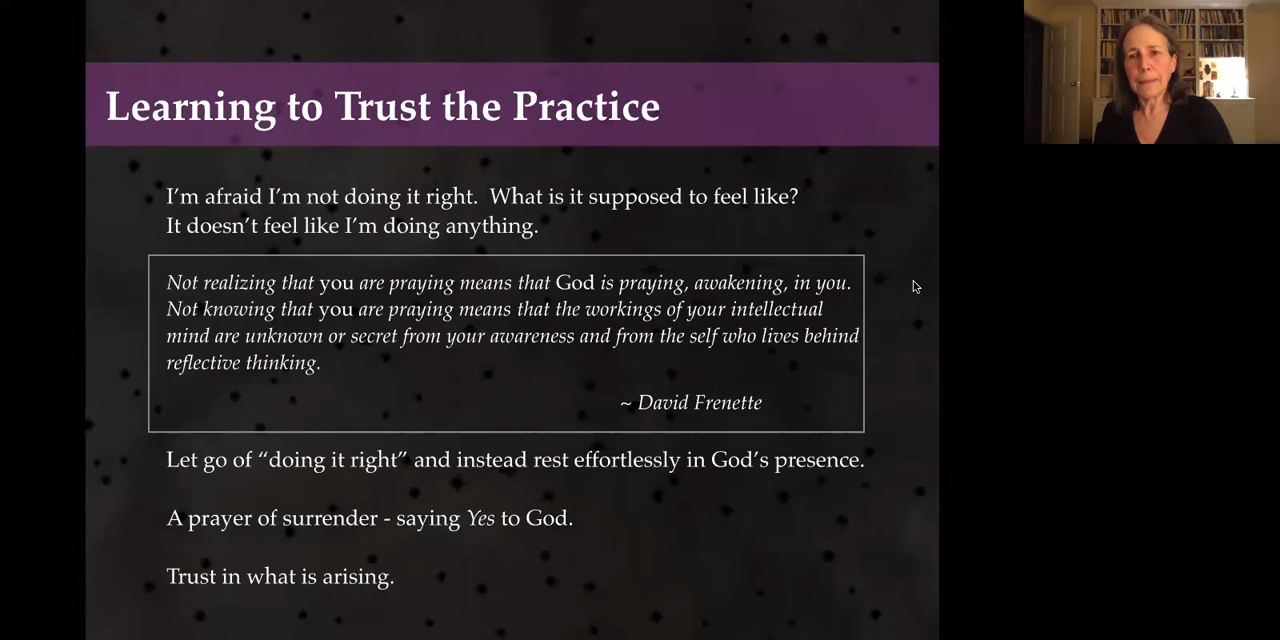 Learning to Trust the Practice
I'm afraid I'm not doing it right.  What is it supposed to feel like?
It doesn't feel like I'm doing anything.
Not realizing that you are praying means that God is praying, awakening, in you.
Not knowing that you are praying means that the workings of your intellectual
mind are unknown or secret from your awareness and from the self who lives behind
reflective thinking.
~ David Frenette
Let go of “doing it right” and instead rest effortlessly in God's presence.
A prayer of surrender - saying Yes to God.
Trust in what is arising.